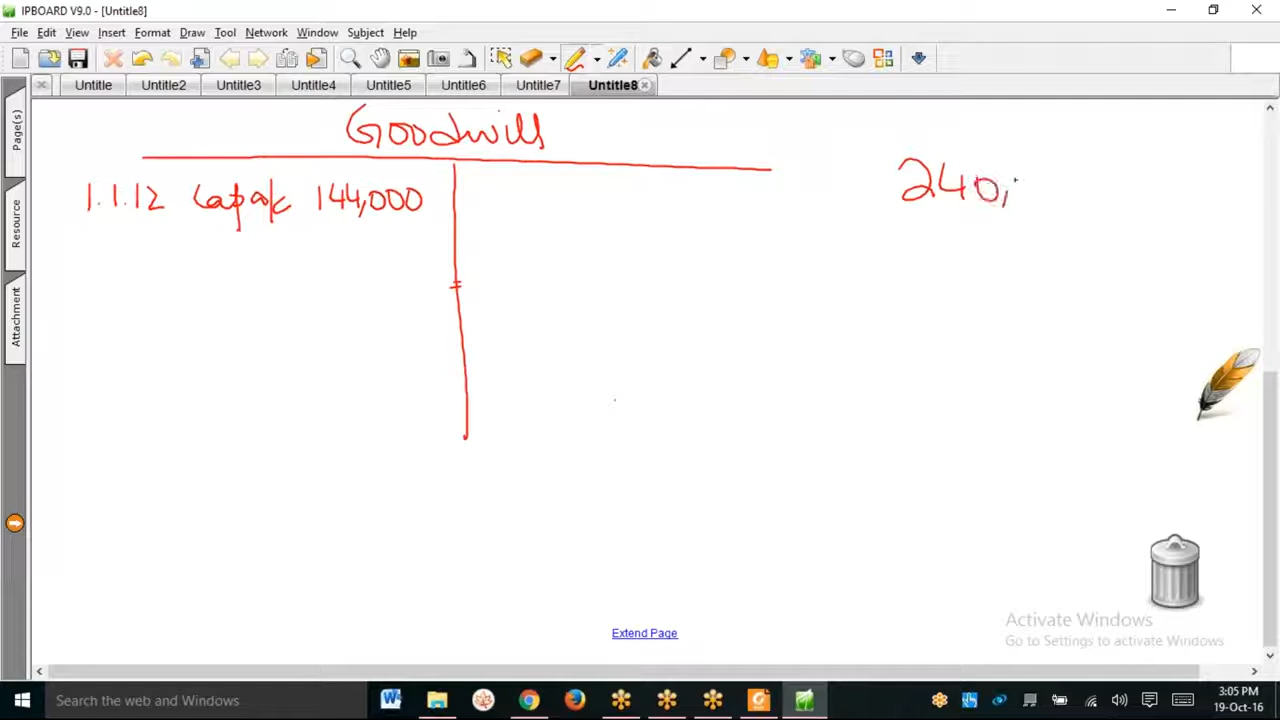 IPBOARD V9.0 - [Untitle8]
File Edit View Insert Format Draw Tool Network Window Subject Help
Untitle Untitle2 Untitle3 Untitle4 Untitle5 Untitle6 Untitle7 Untitle8
Page(s)
Resource
Attachment
Goodwill
1.1.12 Cap a/c 144,000
240,
Extend Page
Activate Windows
Go to Settings to activate Windows
Search the web and Windows
3:05 PM
19-Oct-16